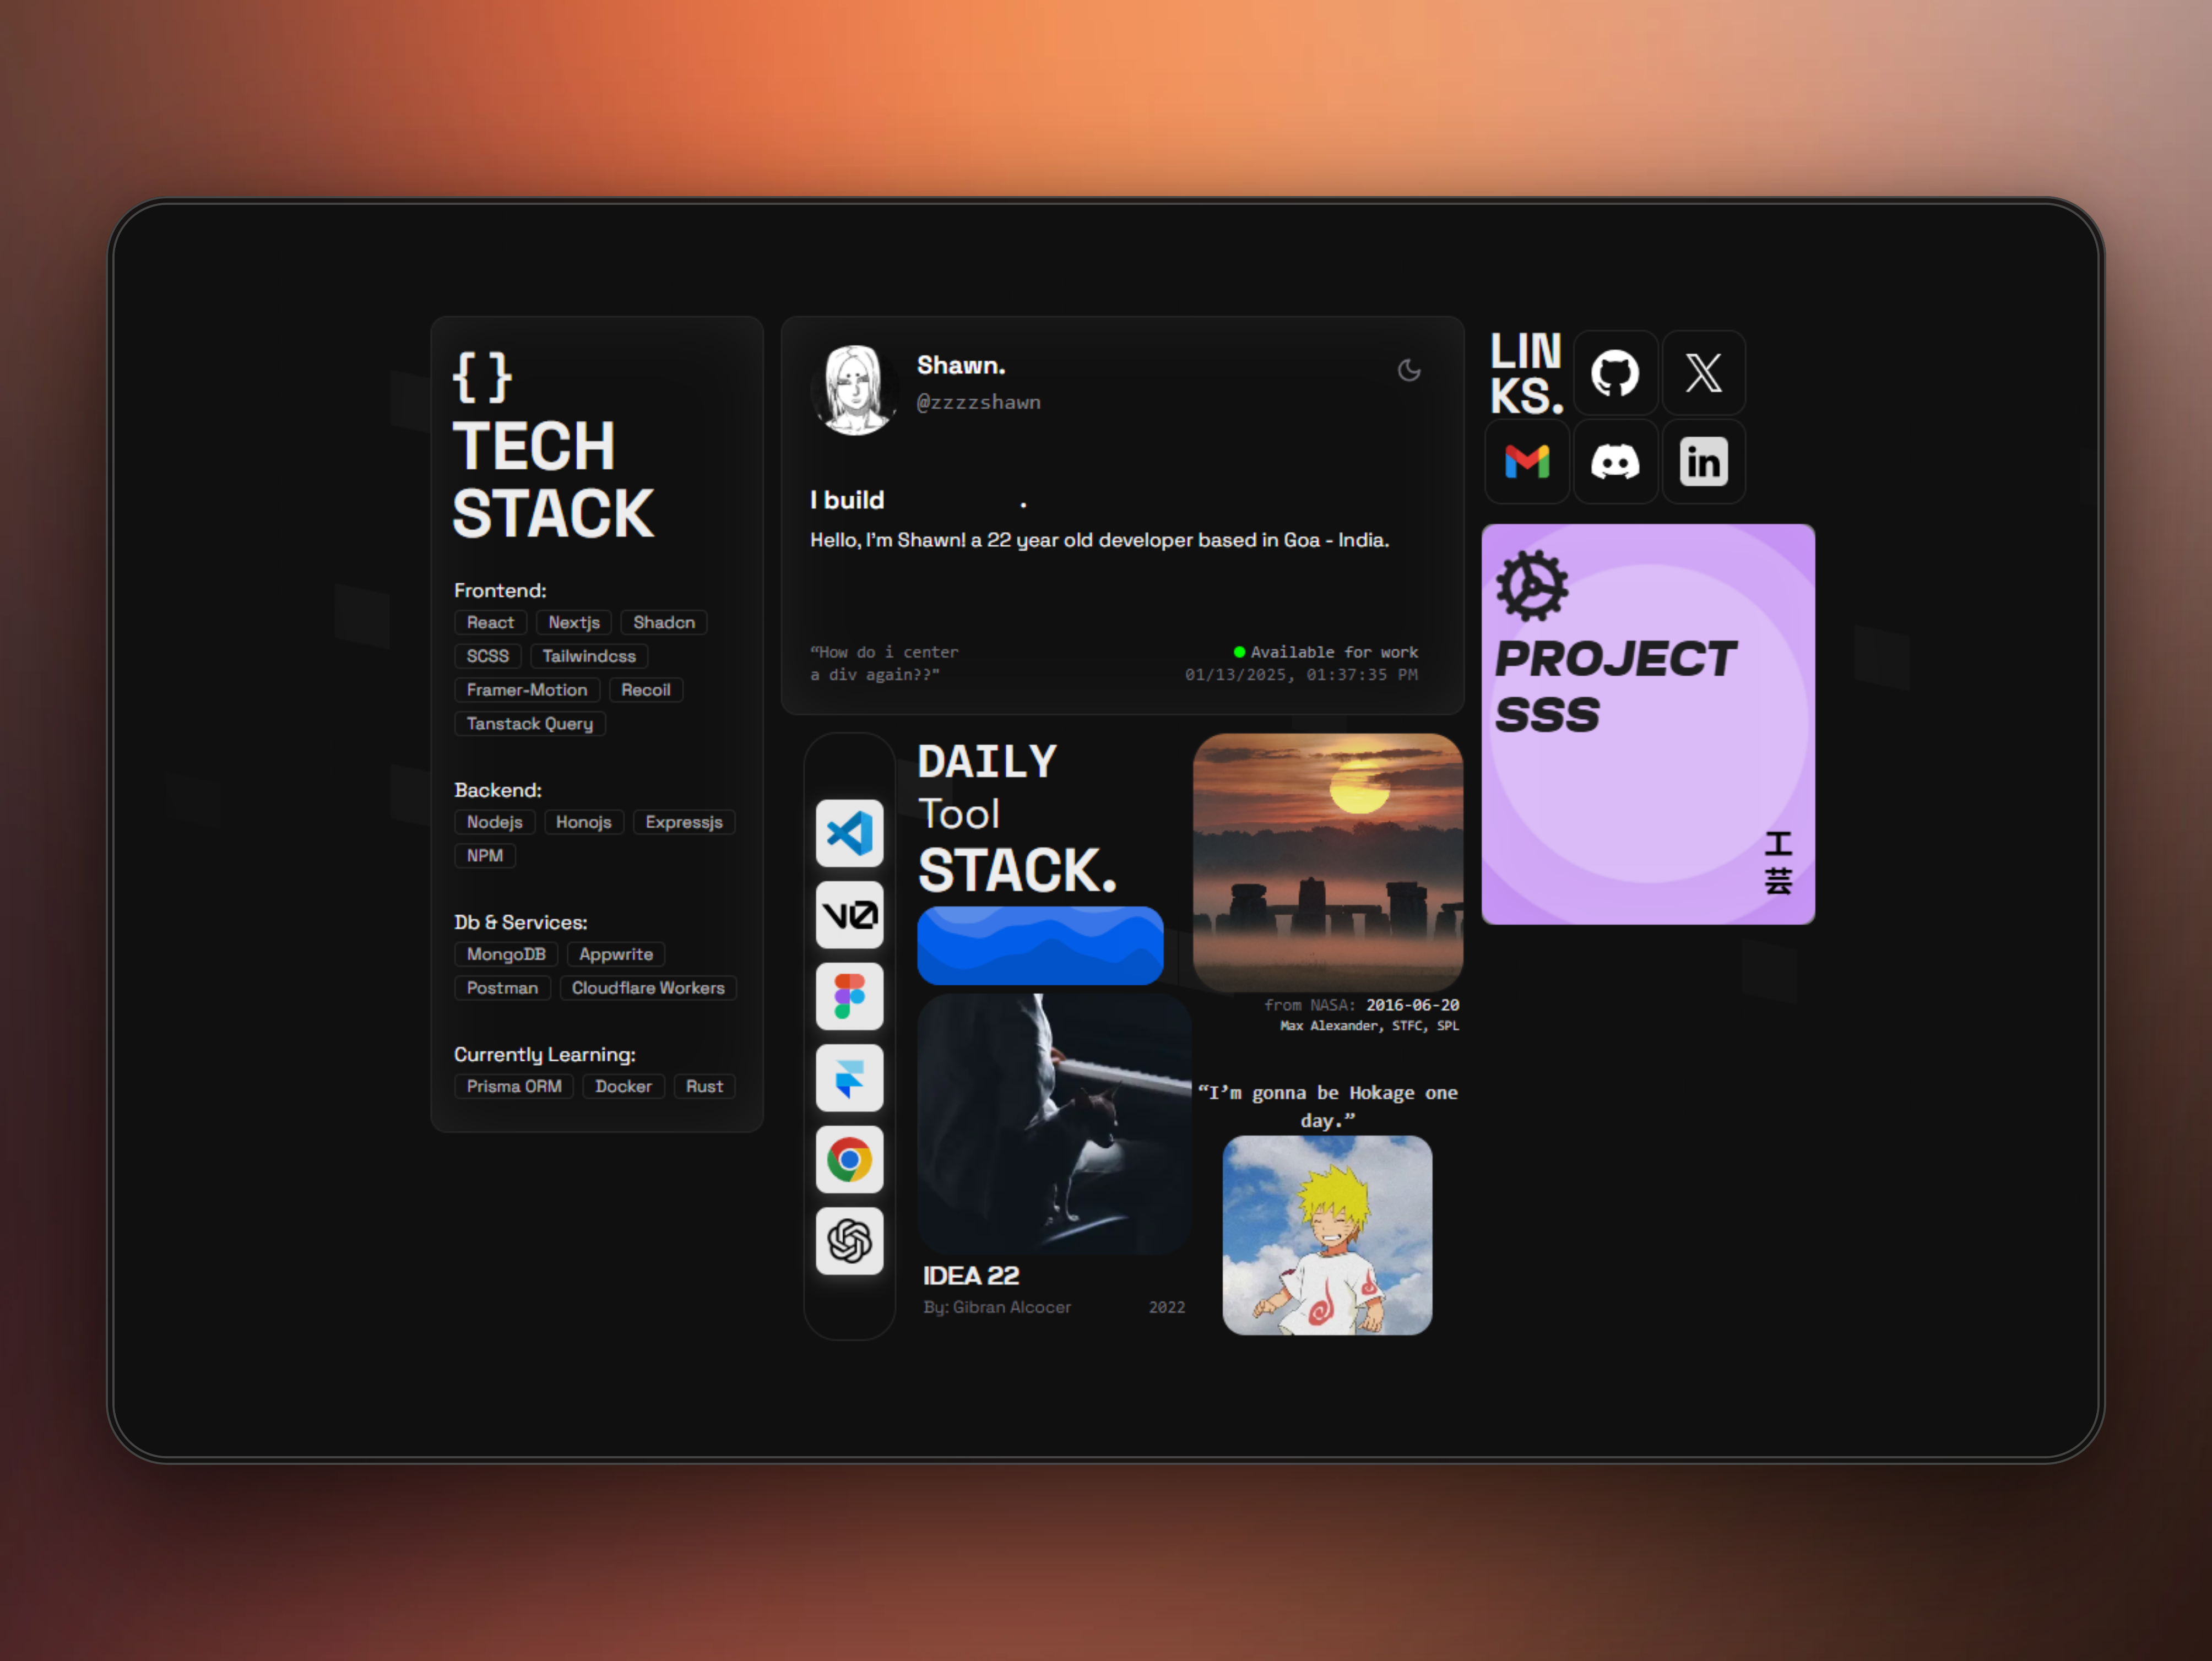 { }
TECH
STACK
Frontend:
React Nextjs Shadcn
SCSS Tailwindcss
Framer-Motion Recoil
Tanstack Query
Backend:
Nodejs Honojs Expressjs
NPM
Db & Services:
MongoDB Appwrite
Postman Cloudflare Workers
Currently Learning:
Prisma ORM Docker Rust
Shawn.
@zzzzshawn
I build .
Hello, I'm Shawn! a 22 year old developer based in Goa - India.
“How do i center
a div again??"
Available for work
01/13/2025, 01:37:35 PM
v0
DAILY
Tool
STACK.
IDEA 22
By: Gibran Alcocer 2022
from NASA: 2016-06-20
Max Alexander, STFC, SPL
“I’m gonna be Hokage one
day.”
LIN
KS.
in
PROJECT
SSS
工
芸